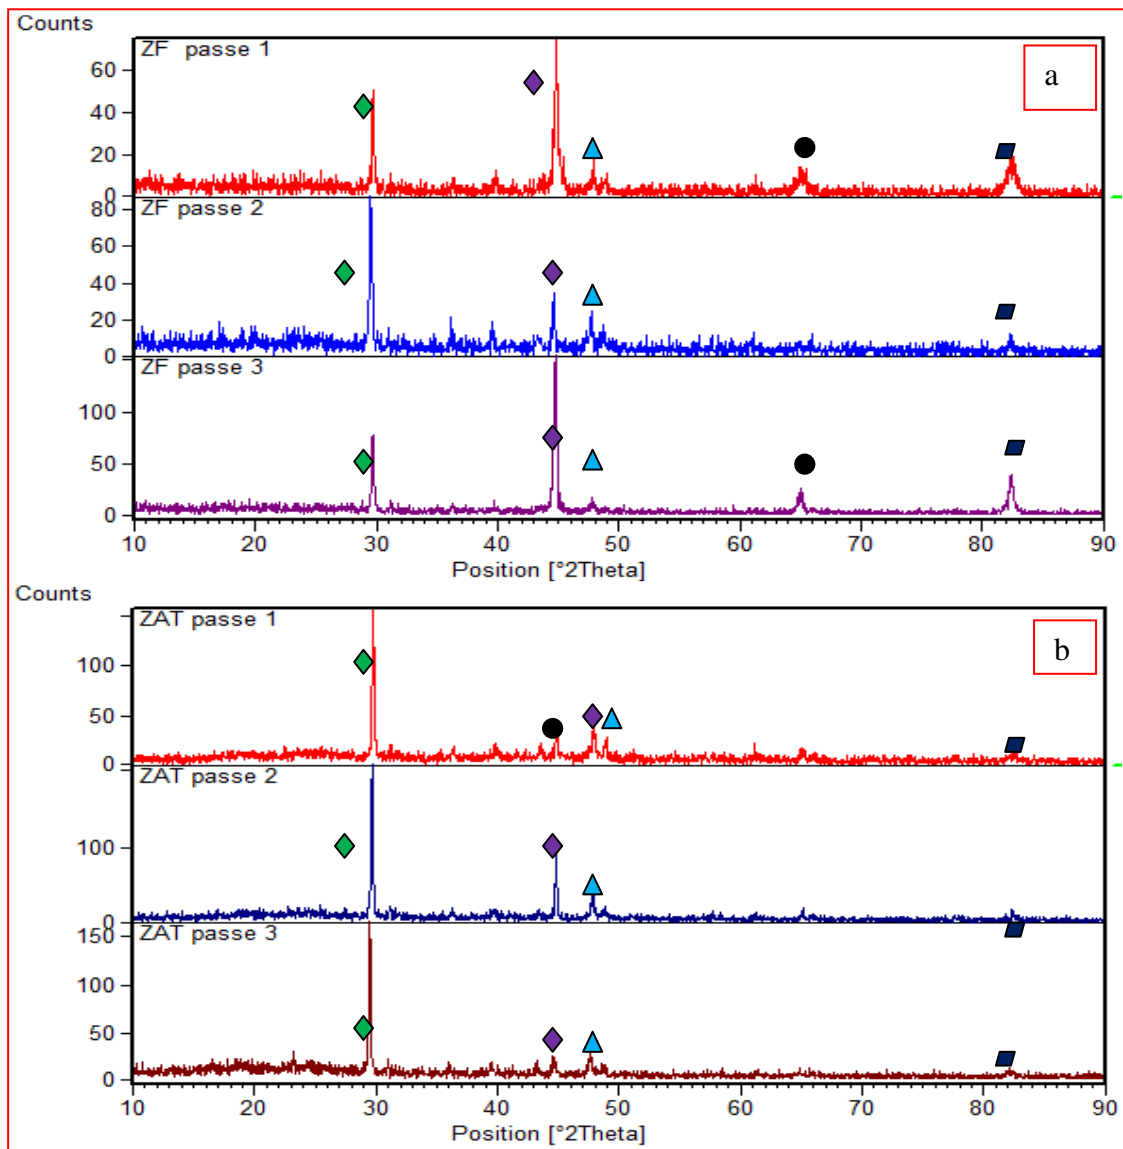 Counts
ZF  passe 1
a
60
40
20
0
ZF passe 2
80
60
40
20
0
ZF passe 3
100
50
0
10 20 30 40 50 60 70 80 90
Position [°2Theta]
Counts
ZAT passe 1
b
100
50
0
ZAT passe 2
100
0
ZAT passe 3
150
100
50
0
10 20 30 40 50 60 70 80 90
Position [°2Theta]